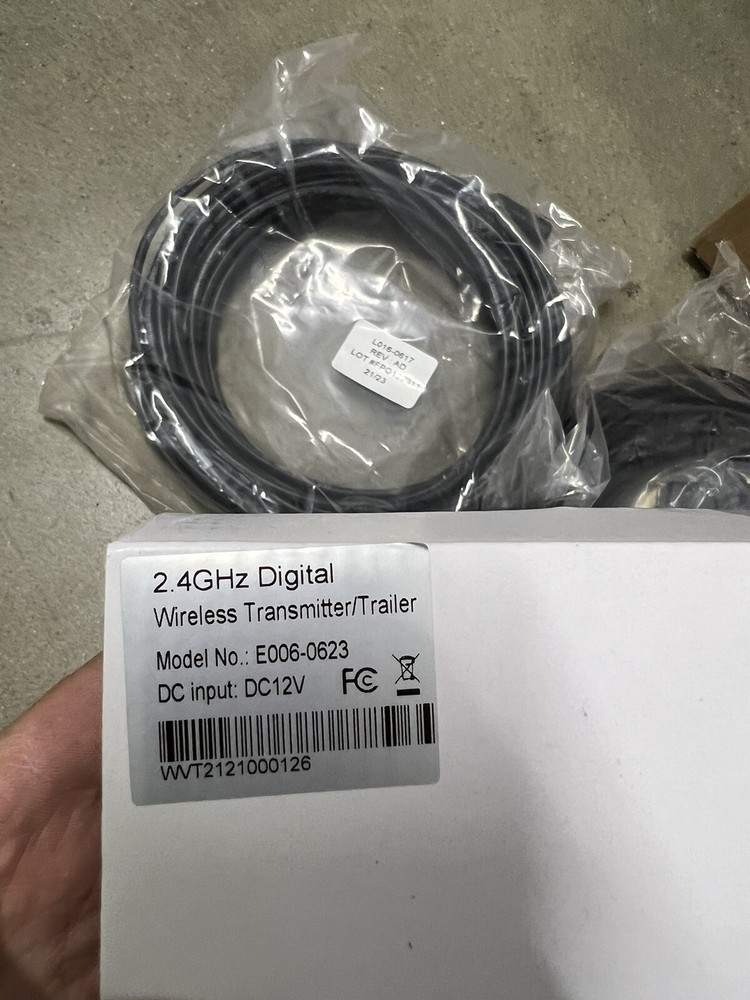 L016-0617
REV AD
LOT
21/23
2.4GHz Digital
Wireless Transmitter/Trailer
Model No.: E006-0623
DC input: DC12V FC
WVT2121000126